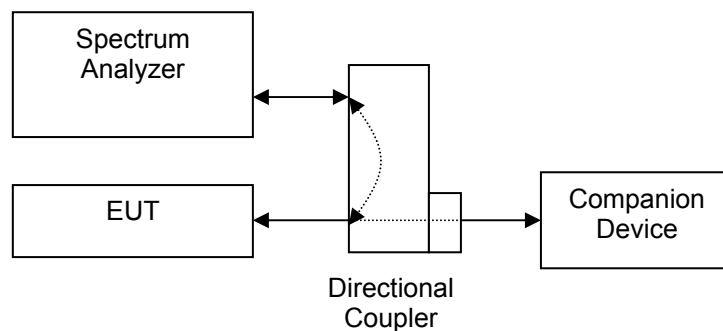 Spectrum
Analyzer
EUT
Companion
Device
Directional
Coupler